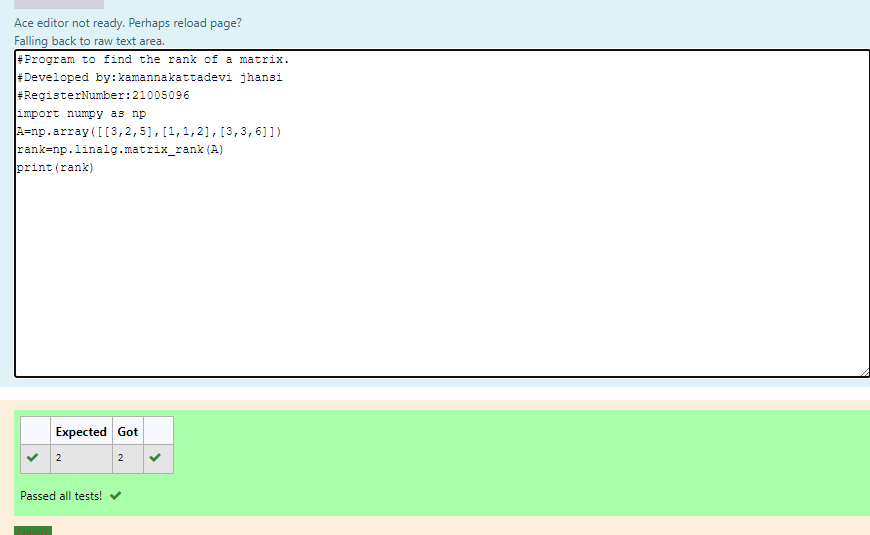 Ace editor not ready. Perhaps reload page?
Falling back to raw text area.
#Program to find the rank of a matrix.
#Developed by:kamannakattadevi jhansi
#RegisterNumber:21005096
import numpy as np
A=np.array([[3,2,5],[1,1,2],[3,3,6]])
rank=np.linalg.matrix_rank(A)
print(rank)
Expected Got
2 2
Passed all tests!